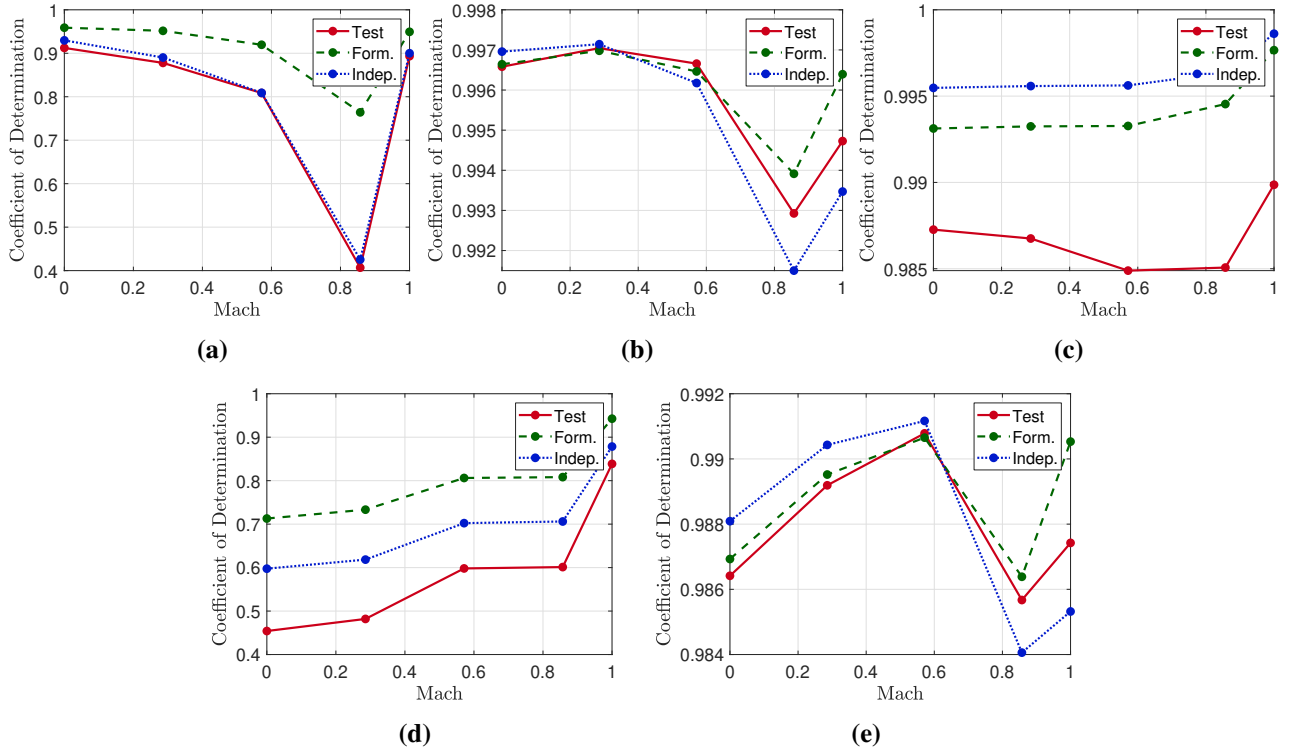 Coefficient of Determination
1
0.9
0.8
0.7
0.6
0.5
0.4
0 0.2 0.4 0.6 0.8 1
Mach
Test
Form.
Indep.
(a)
Coefficient of Determination
0.998
0.997
0.996
0.995
0.994
0.993
0.992
0 0.2 0.4 0.6 0.8 1
Mach
Test
Form.
Indep.
(b)
Coefficient of Determination
1
0.995
0.99
0.985
0 0.2 0.4 0.6 0.8 1
Mach
Test
Form.
Indep.
(c)
Coefficient of Determination
1
0.9
0.8
0.7
0.6
0.5
0.4
0 0.2 0.4 0.6 0.8 1
Mach
Test
Form.
Indep.
(d)
Coefficient of Determination
0.992
0.99
0.988
0.986
0.984
0 0.2 0.4 0.6 0.8 1
Mach
Test
Form.
Indep.
(e)